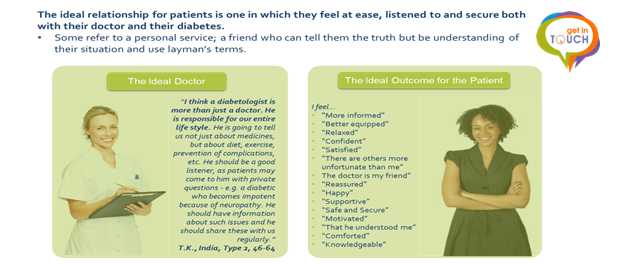 The ideal relationship for patients is one in which they feel at ease, listened to and secure both
with their doctor and their diabetes.
• Some refer to a personal service; a friend who can tell them the truth but be understanding of
their situation and use layman's terms.
get in
TOUCH
The Ideal Doctor
"I think a diabetologist is
more than just a doctor. He
is responsible for our entire
life style. He is going to tell
us not just about medicines,
but about diet, exercise,
prevention of complications,
etc. He should be a good
listener, as patients may
come to him with private
questions - e.g. a diabetic
who becomes impotent
because of neuropathy. He
should have information
about such issues and he
should share these with us
regularly."
T.K., India, Type 2, 46-64
The Ideal Outcome for the Patient
I feel...
- "More informed"
- "Better equipped"
- "Relaxed"
- "Confident"
- "Satisfied"
- "There are others more
unfortunate than me"
- The doctor is my friend"
- "Reassured"
- "Happy"
- "Supportive"
- "Safe and Secure"
- "Motivated"
- "That he understood me"
- "Comforted"
- "Knowledgeable"